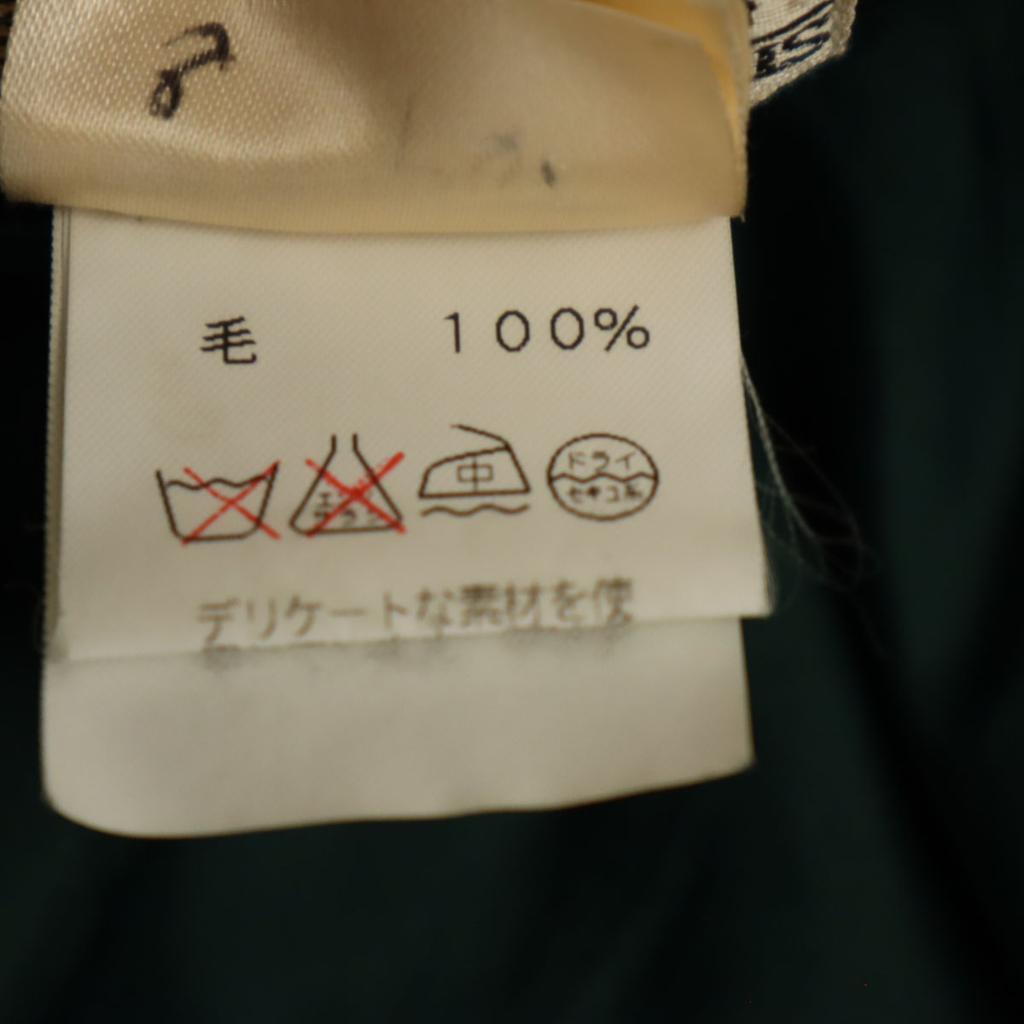 毛 100%
中 ドライ
セキユ系
デリケートな素材を使